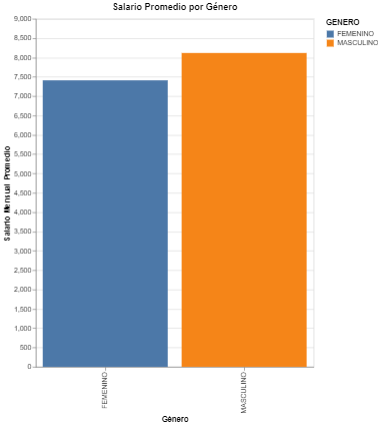 Salario Promedio por Género
GENERO
FEMENINO
MASCULINO
Salario Mensual Promedio
9,000
8,500
8,000
7,500
7,000
6,500
6,000
5,500
5,000
4,500
4,000
3,500
3,000
2,500
2,000
1,500
1,000
500
0
FEMENINO
MASCULINO
Género